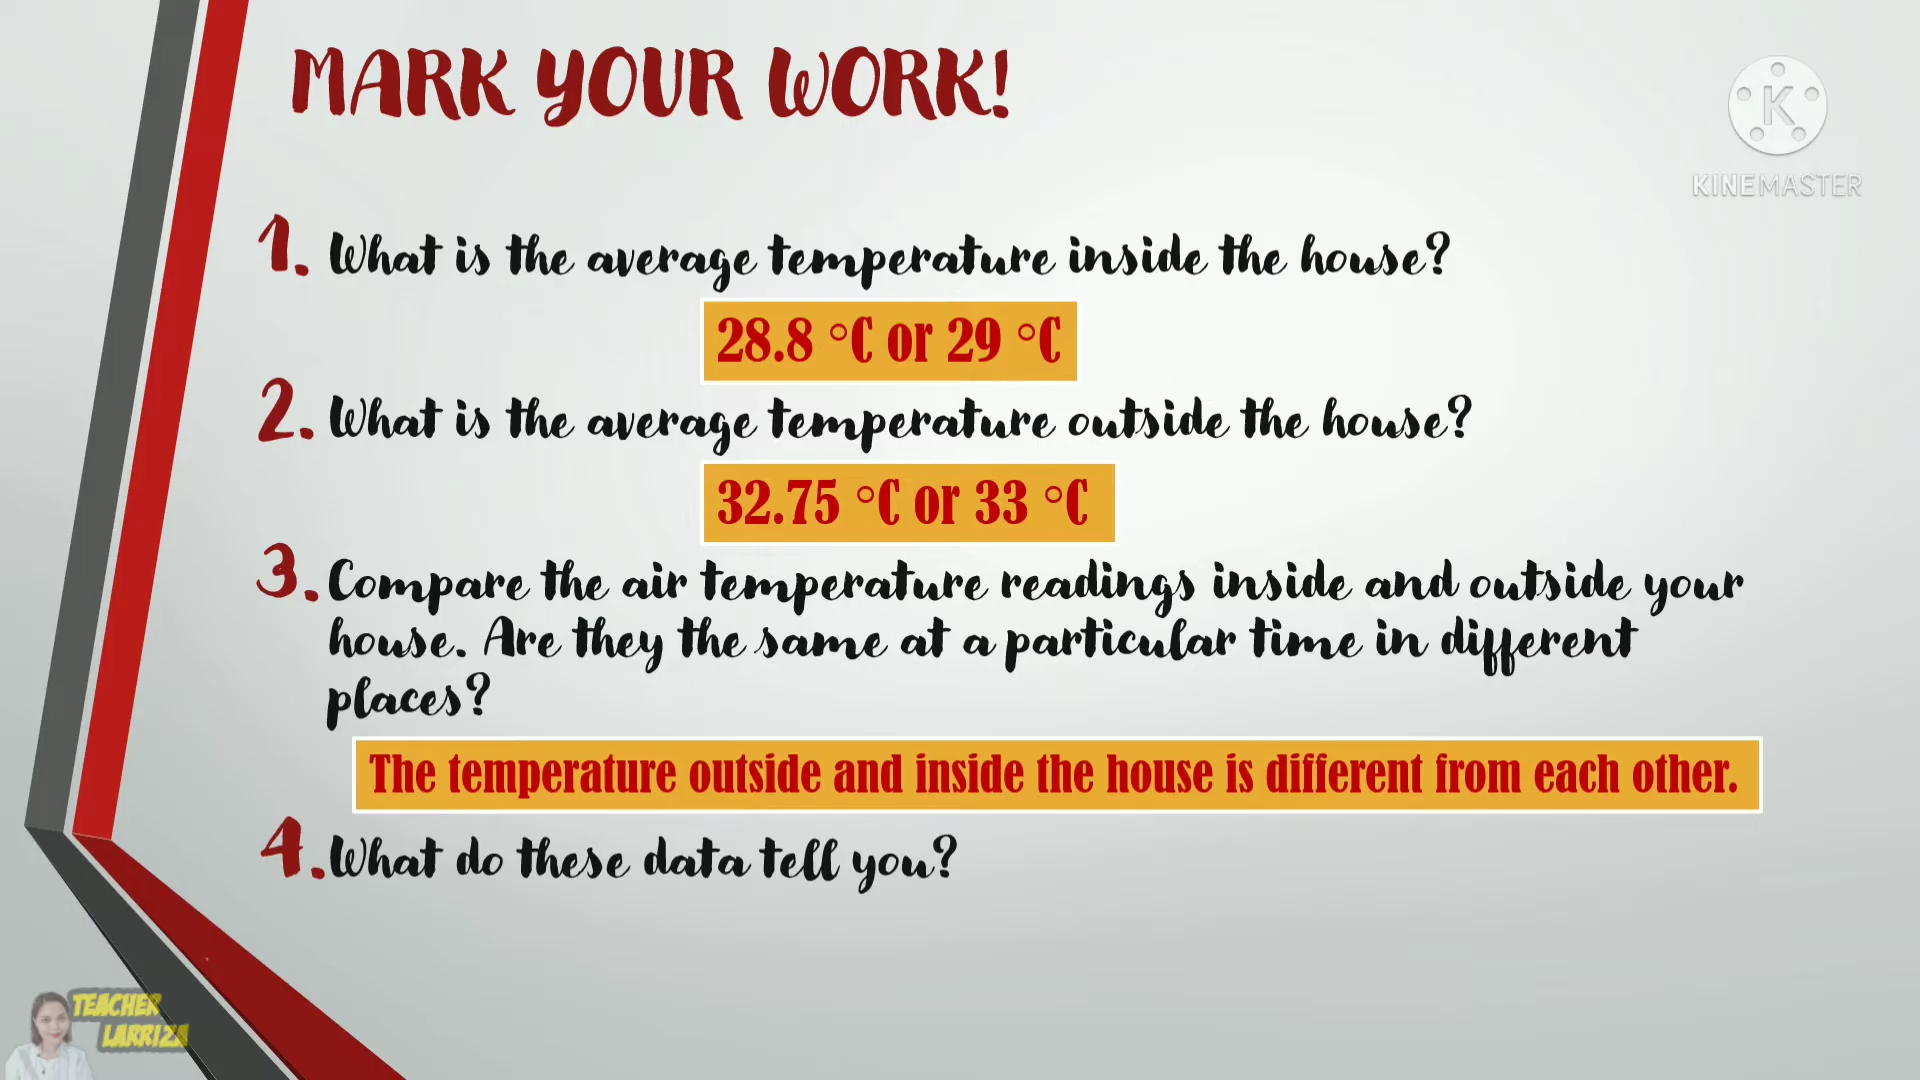 MARK YOUR WORK!
K
KINEMASTER
1. What is the average temperature inside the house?
28.8 °C or 29 °C
2. What is the average temperature outside the house?
32.75 °C or 33 °C
3. Compare the air temperature readings inside and outside your
house. Are they the same at a particular time in different
places?
The temperature outside and inside the house is different from each other.
4. What do these data tell you?
TEACHER
LARRIZA